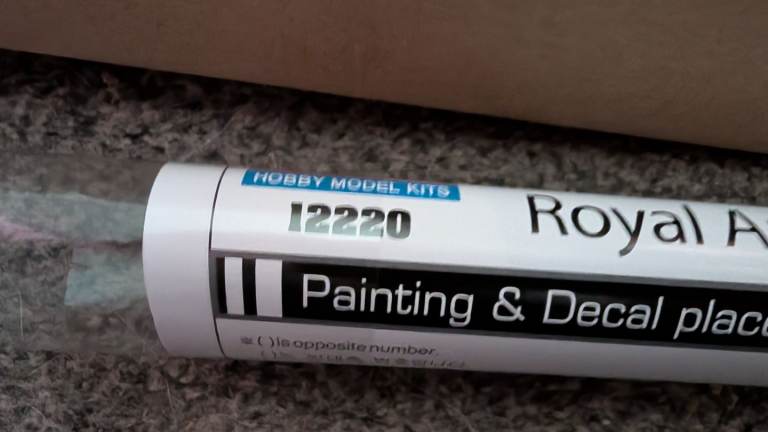 HOBBY MODEL KITS
12220
Royal A
Painting & Decal plac
※ ( ) is opposite number.